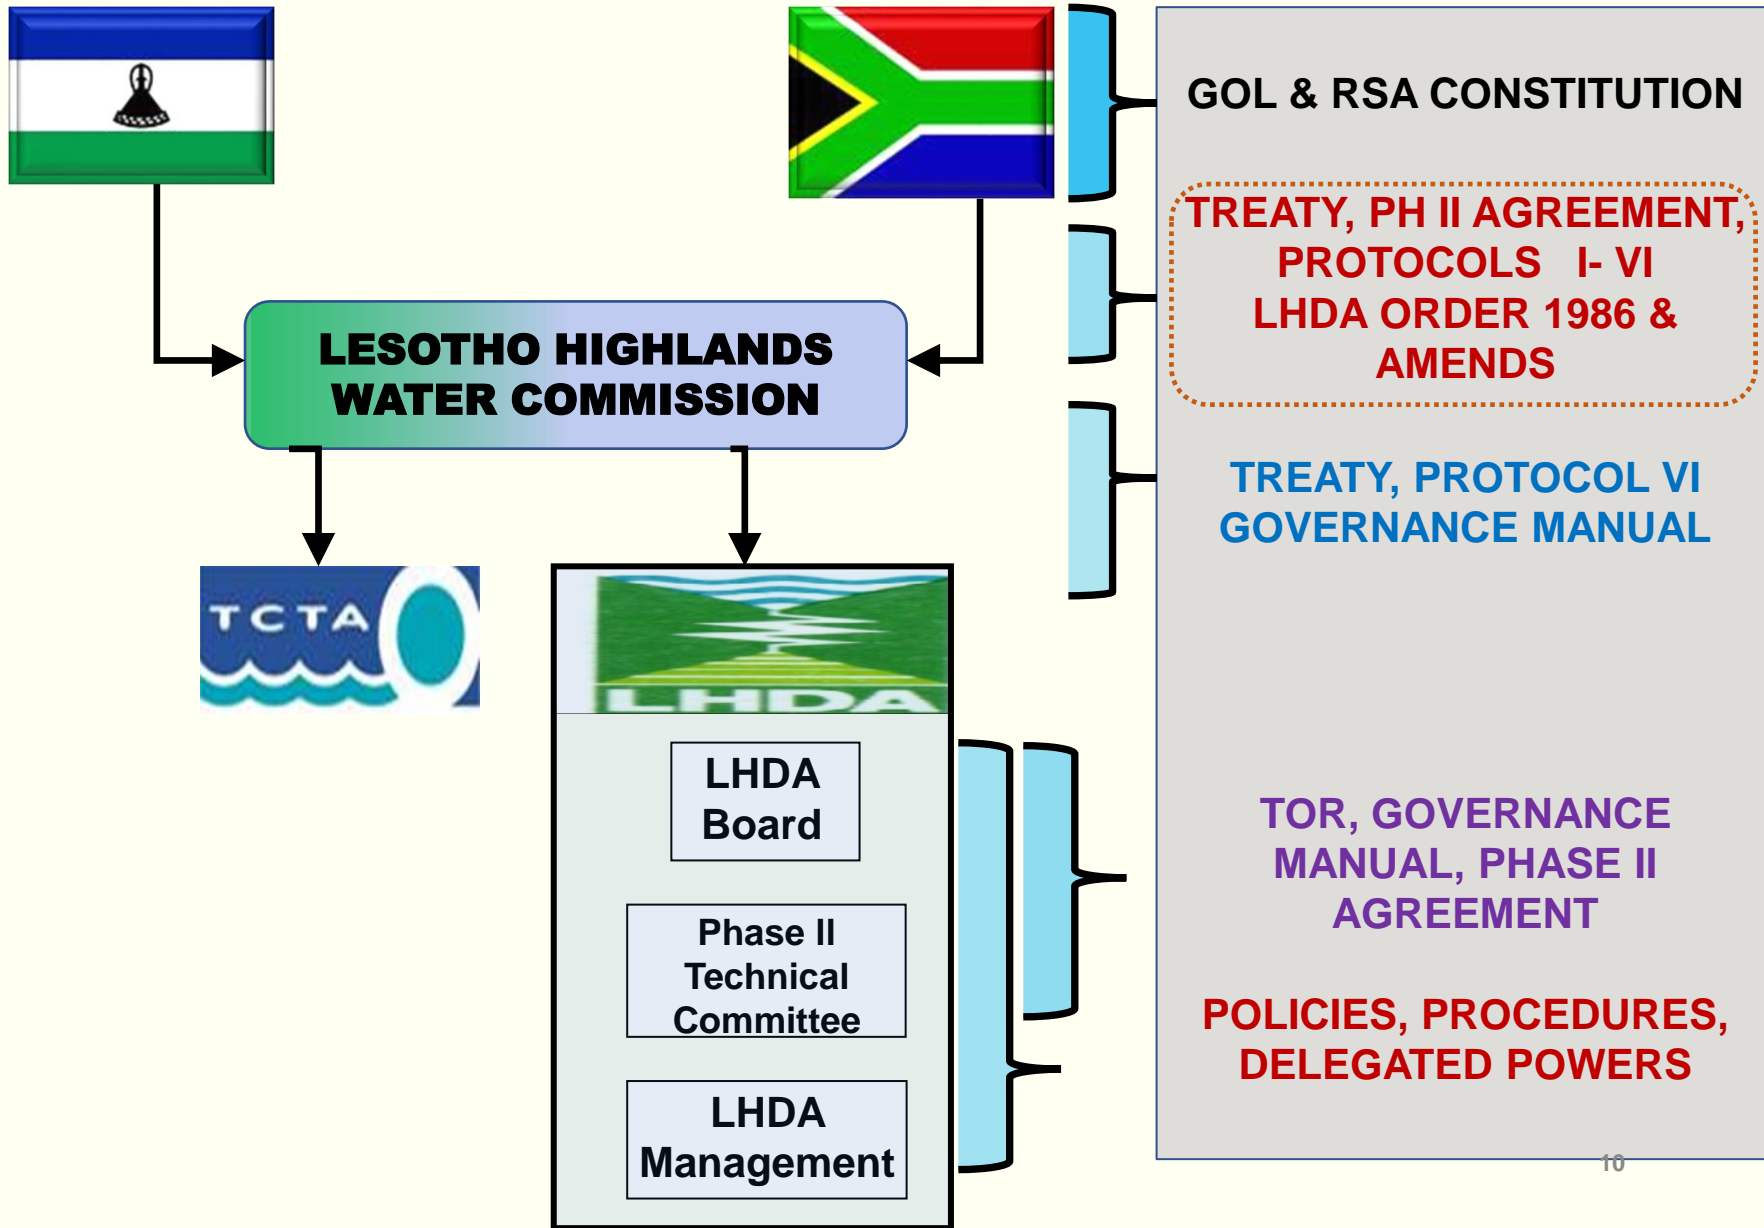 LESOTHO HIGHLANDS
WATER COMMISSION
TCTA
LHDA
LHDA
Board
Phase II
Technical
Committee
LHDA
Management
GOL & RSA CONSTITUTION
TREATY, PH II AGREEMENT,
PROTOCOLS I- VI
LHDA ORDER 1986 &
AMENDS
TREATY, PROTOCOL VI
GOVERNANCE MANUAL
TOR, GOVERNANCE
MANUAL, PHASE II
AGREEMENT
POLICIES, PROCEDURES,
DELEGATED POWERS
10